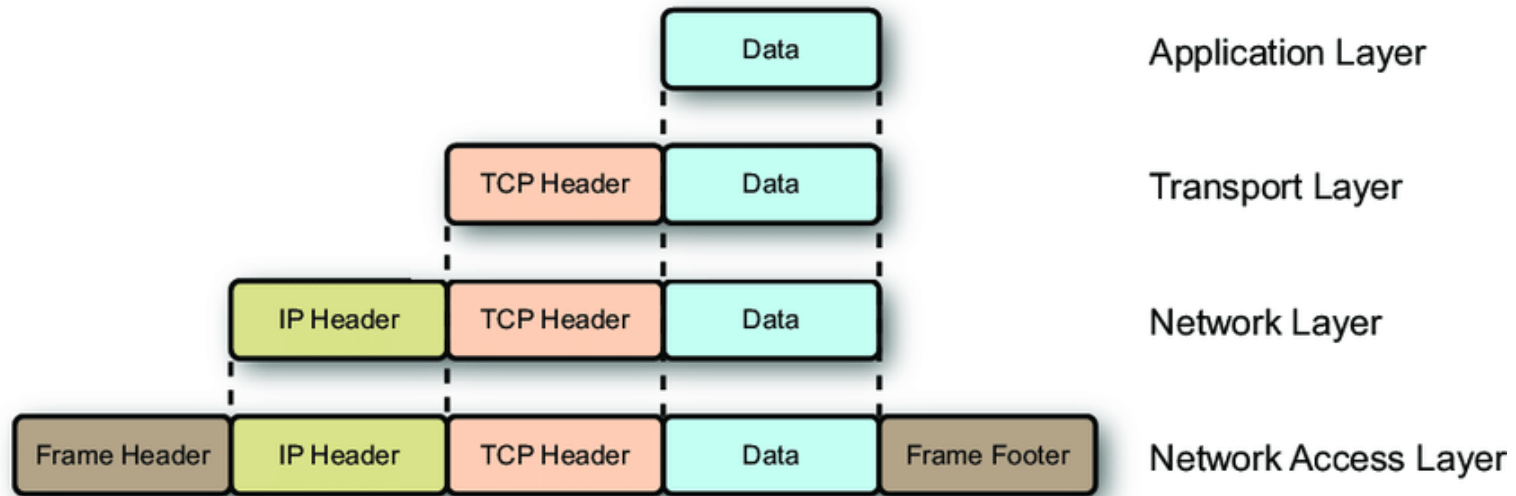 Data Application Layer
TCP Header Data Transport Layer
IP Header TCP Header Data Network Layer
Frame Header IP Header TCP Header Data Frame Footer Network Access Layer